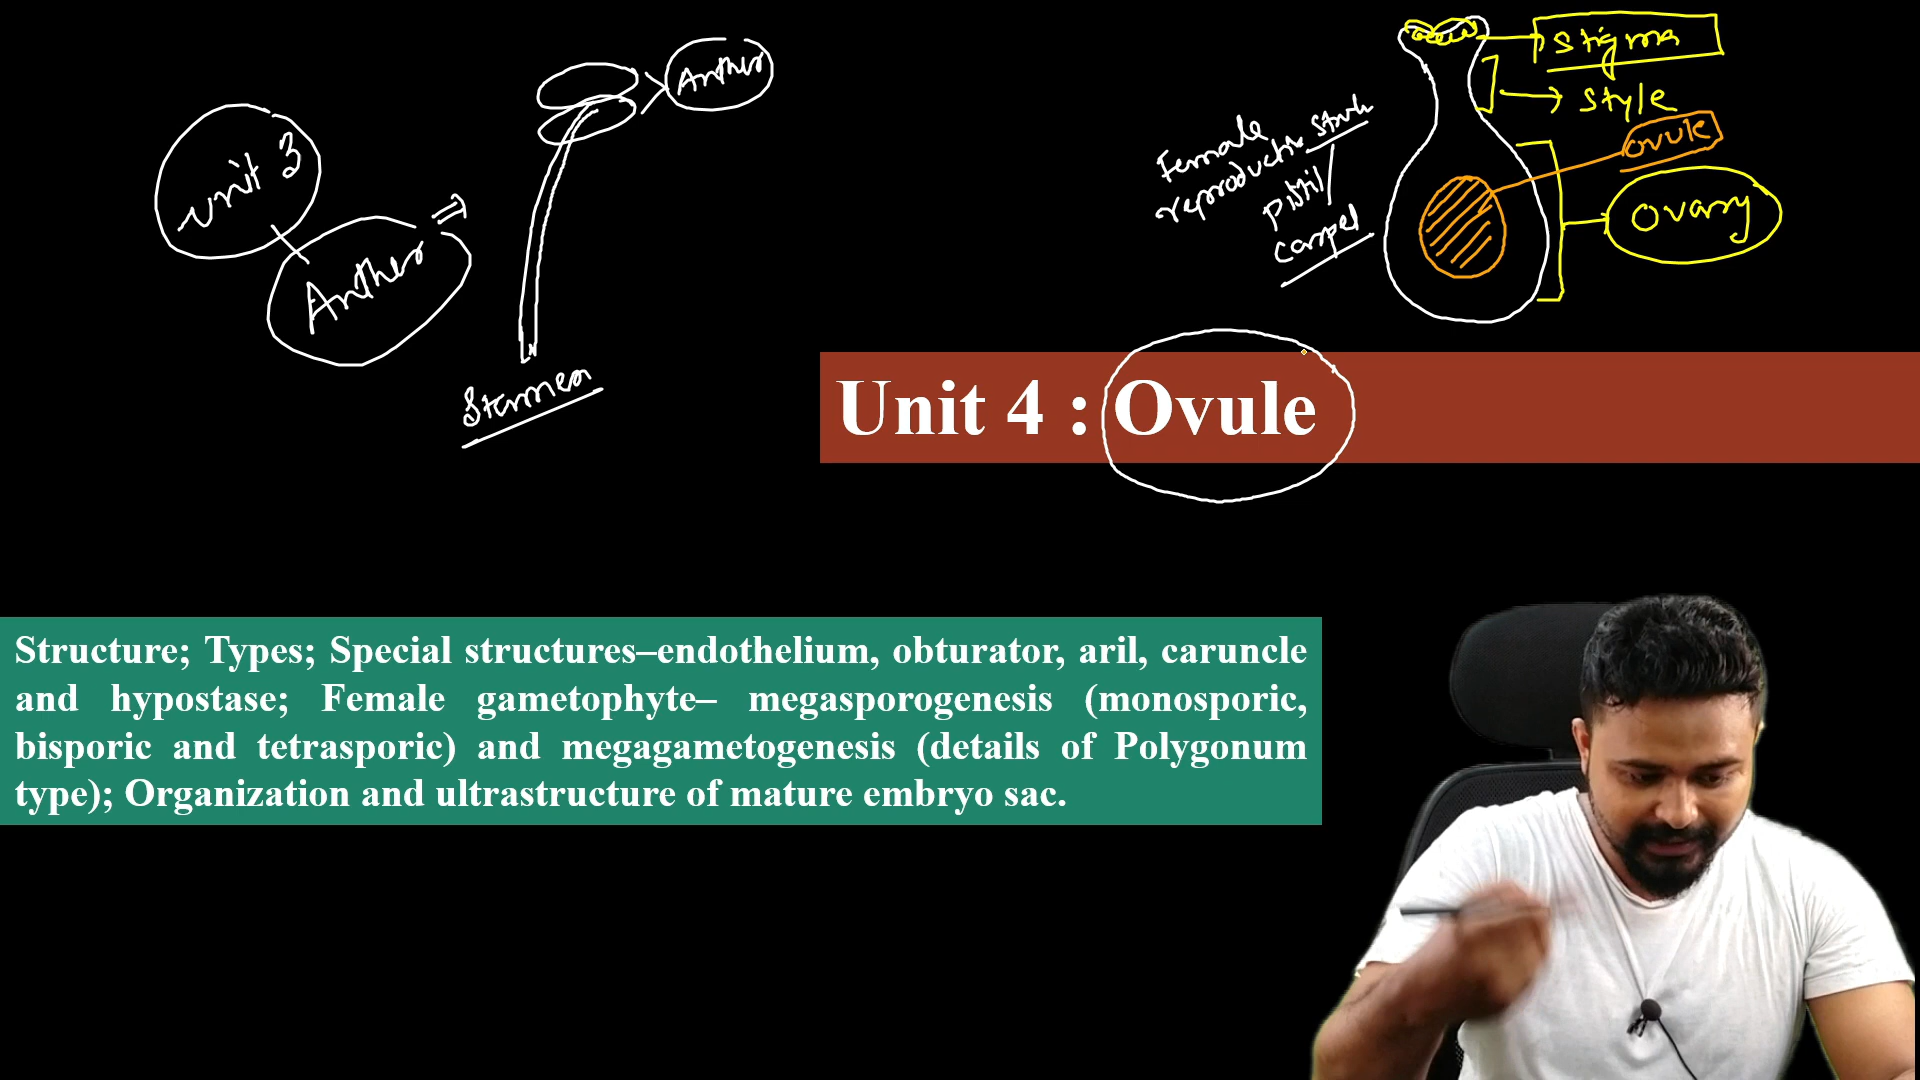 unit 3
Anther
Anther
Stamen
Stigma
Style
ovule
Ovary
Female
reproductive
Pistil/
carpel
Unit 4 : Ovule
Structure; Types; Special structures–endothelium, obturator, aril, caruncle
and hypostase; Female gametophyte– megasporogenesis (monosporic,
bisporic and tetrasporic) and megagametogenesis (details of Polygonum
type); Organization and ultrastructure of mature embryo sac.